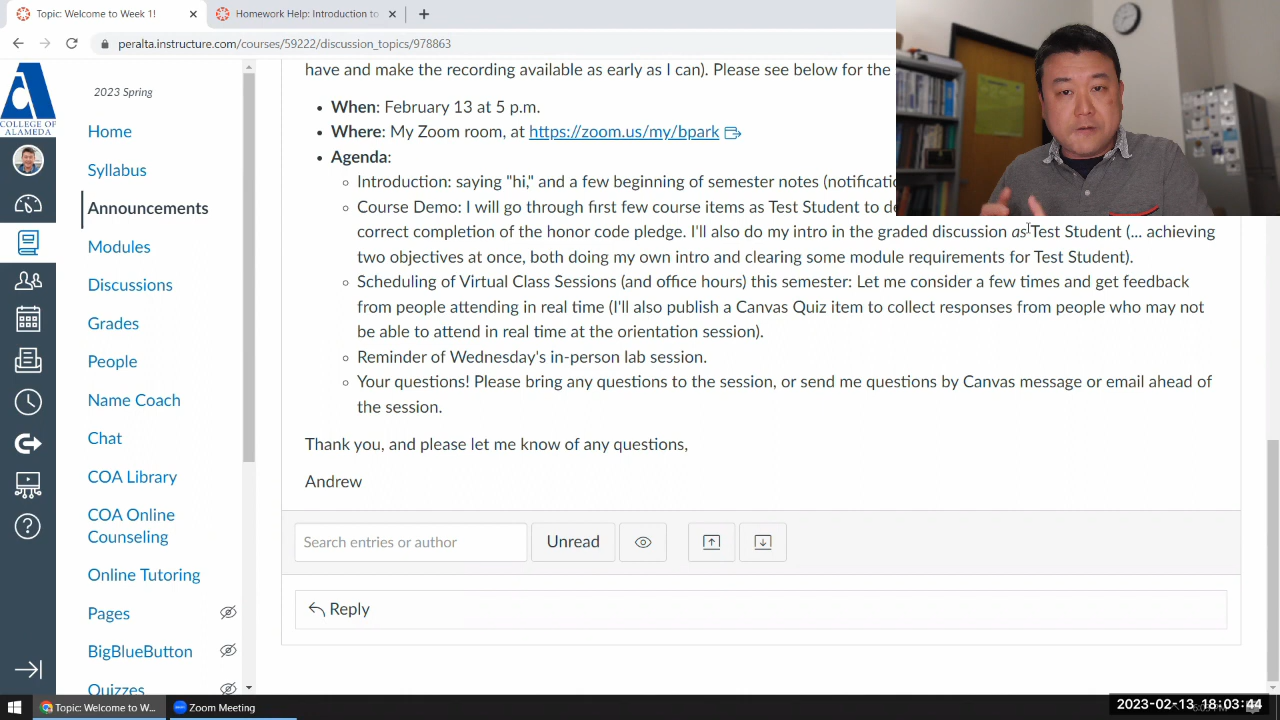 Topic: Welcome to Week 1!
Homework Help: Introduction to
peralta.instructure.com/courses/59222/discussion_topics/978863
COLLEGE OF
ALAMEDA
2023 Spring
Home
Syllabus
Announcements
Modules
Discussions
Grades
People
Name Coach
Chat
COA Library
COA Online
Counseling
Online Tutoring
Pages
BigBlueButton
Quizzes
have and make the recording available as early as I can). Please see below for the
• When: February 13 at 5 p.m.
• Where: My Zoom room, at https://zoom.us/my/bpark
• Agenda:
◦ Introduction: saying "hi," and a few beginning of semester notes
◦ Course Demo: I will go through first few course items as Test Student to
correct completion of the honor code pledge. I'll also do my intro in the graded discussion as Test Student (... achieving
two objectives at once, both doing my own intro and clearing some module requirements for Test Student).
◦ Scheduling of Virtual Class Sessions (and office hours) this semester: Let me consider a few times and get feedback
from people attending in real time (I'll also publish a Canvas Quiz item to collect responses from people who may not
be able to attend in real time at the orientation session).
◦ Reminder of Wednesday's in-person lab session.
◦ Your questions! Please bring any questions to the session, or send me questions by Canvas message or email ahead of
the session.
Thank you, and please let me know of any questions,
Andrew
Search entries or author
Unread
Reply
Topic: Welcome to W...
Zoom Meeting
2023-02-13 18:03:44